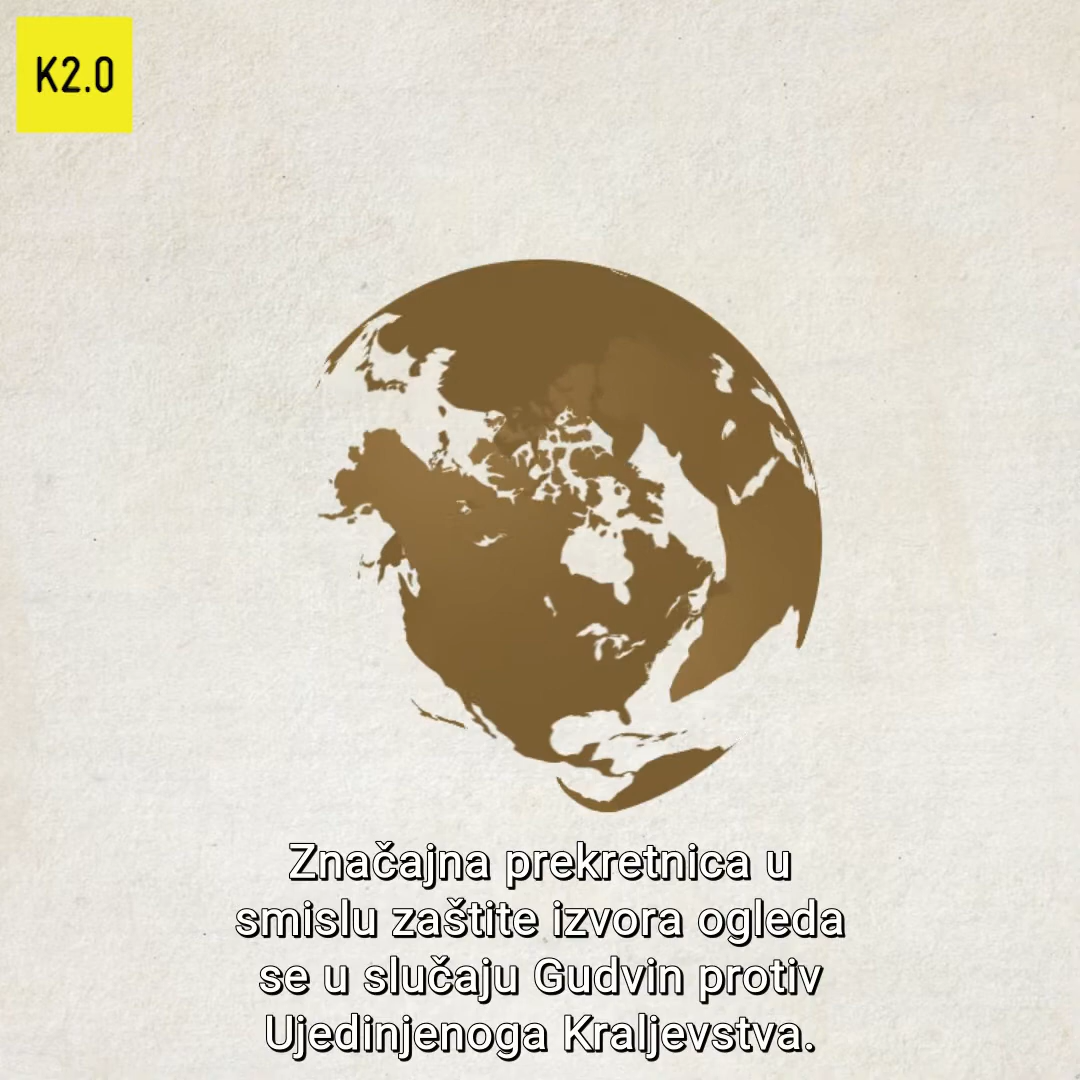 K2.0
Značajna prekretnica u
smislu zaštite izvora ogleda
se u slučaju Gudvin protiv
Ujedinjenoga Kraljevstva.